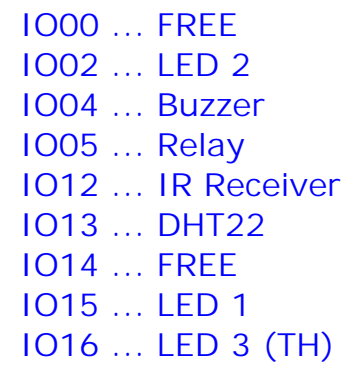 IO00 ... FREE
IO02 ... LED 2
IO04 ... Buzzer
IO05 ... Relay
IO12 ... IR Receiver
IO13 ... DHT22
IO14 ... FREE
IO15 ... LED 1
IO16 ... LED 3 (TH)